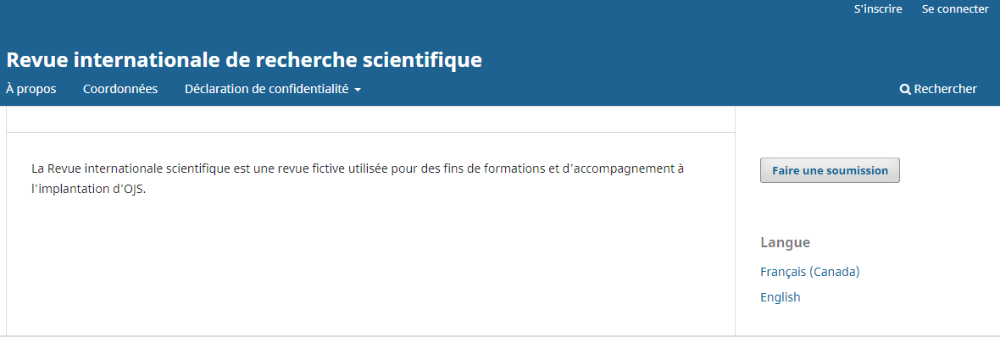 S'inscrire Se connecter
Revue internationale de recherche scientifique
À propos Coordonnées Déclaration de confidentialité Rechercher
La Revue internationale scientifique est une revue fictive utilisée pour des fins de formations et d'accompagnement à
l'implantation d'OJS.
Faire une soumission
Langue
Français (Canada)
English